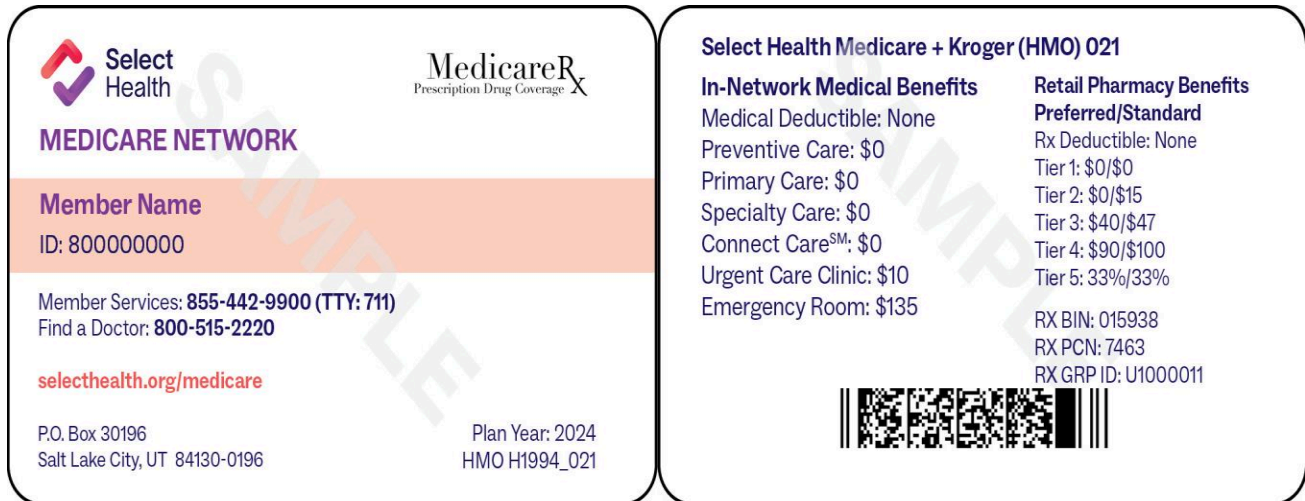 Select
Health
MedicareRx
Prescription Drug Coverage
MEDICARE NETWORK
Member Name
ID: 800000000
Member Services: 855-442-9900 (TTY: 711)
Find a Doctor: 800-515-2220
selecthealth.org/medicare
P.O. Box 30196
Salt Lake City, UT 84130-0196
Plan Year: 2024
HMO H1994_021
SAMPLE
Select Health Medicare + Kroger (HMO) 021
In-Network Medical Benefits
Medical Deductible: None
Preventive Care: $0
Primary Care: $0
Specialty Care: $0
Connect Care℠: $0
Urgent Care Clinic: $10
Emergency Room: $135
Retail Pharmacy Benefits
Preferred/Standard
Rx Deductible: None
Tier 1: $0/$0
Tier 2: $0/$15
Tier 3: $40/$47
Tier 4: $90/$100
Tier 5: 33%/33%
RX BIN: 015938
RX PCN: 7463
RX GRP ID: U1000011
SAMPLE